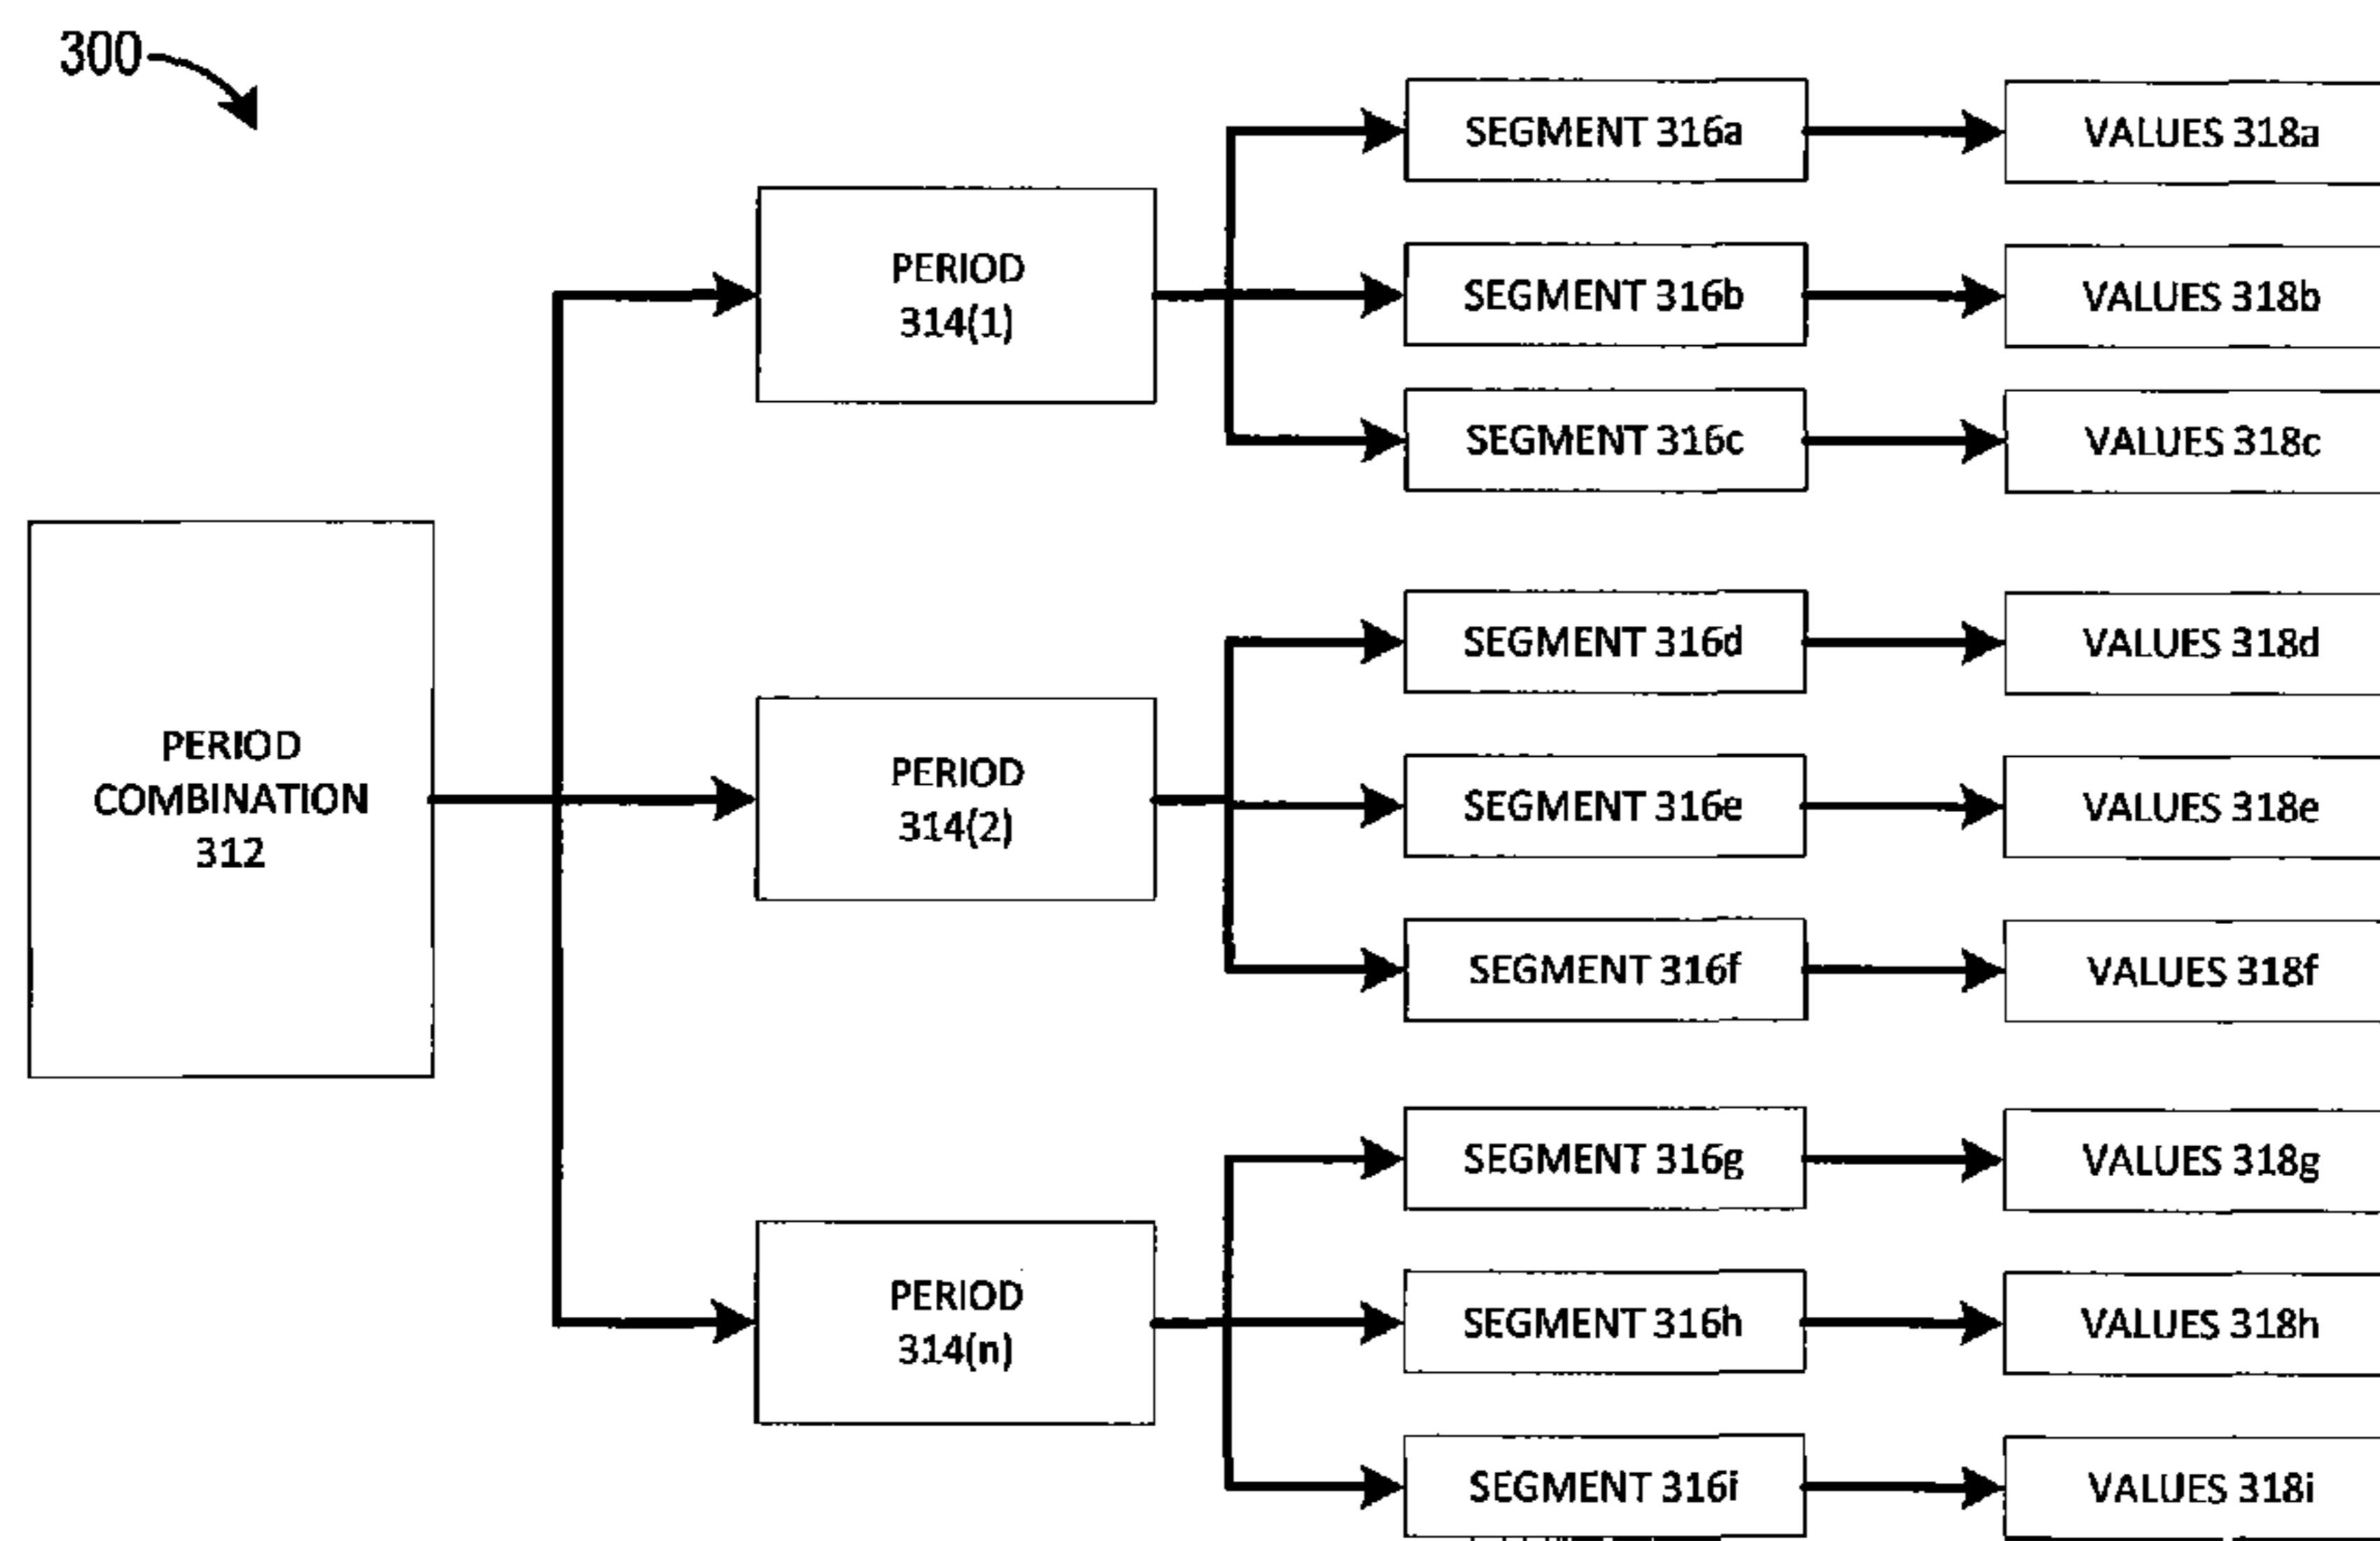 300
SEGMENT 316a
VALUES 318a
PERIOD
314(1)
SEGMENT 316b
VALUES 318b
SEGMENT 316c
VALUES 318c
PERIOD
COMBINATION
312
PERIOD
314(2)
SEGMENT 316d
VALUES 318d
SEGMENT 316e
VALUES 318e
SEGMENT 316f
VALUES 318f
PERIOD
314(n)
SEGMENT 316g
VALUES 318g
SEGMENT 316h
VALUES 318h
SEGMENT 316i
VALUES 318i